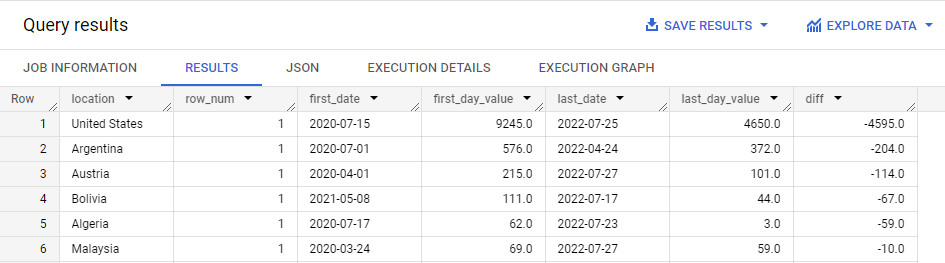 Query results SAVE RESULTS EXPLORE DATA
JOB INFORMATION RESULTS JSON EXECUTION DETAILS EXECUTION GRAPH
Row location row_num first_date first_day_value last_date last_day_value diff
1 United States 1 2020-07-15 9245.0 2022-07-25 4650.0 -4595.0
2 Argentina 1 2020-07-01 576.0 2022-04-24 372.0 -204.0
3 Austria 1 2020-04-01 215.0 2022-07-27 101.0 -114.0
4 Bolivia 1 2021-05-08 111.0 2022-07-17 44.0 -67.0
5 Algeria 1 2020-07-17 62.0 2022-07-23 3.0 -59.0
6 Malaysia 1 2020-03-24 69.0 2022-07-27 59.0 -10.0